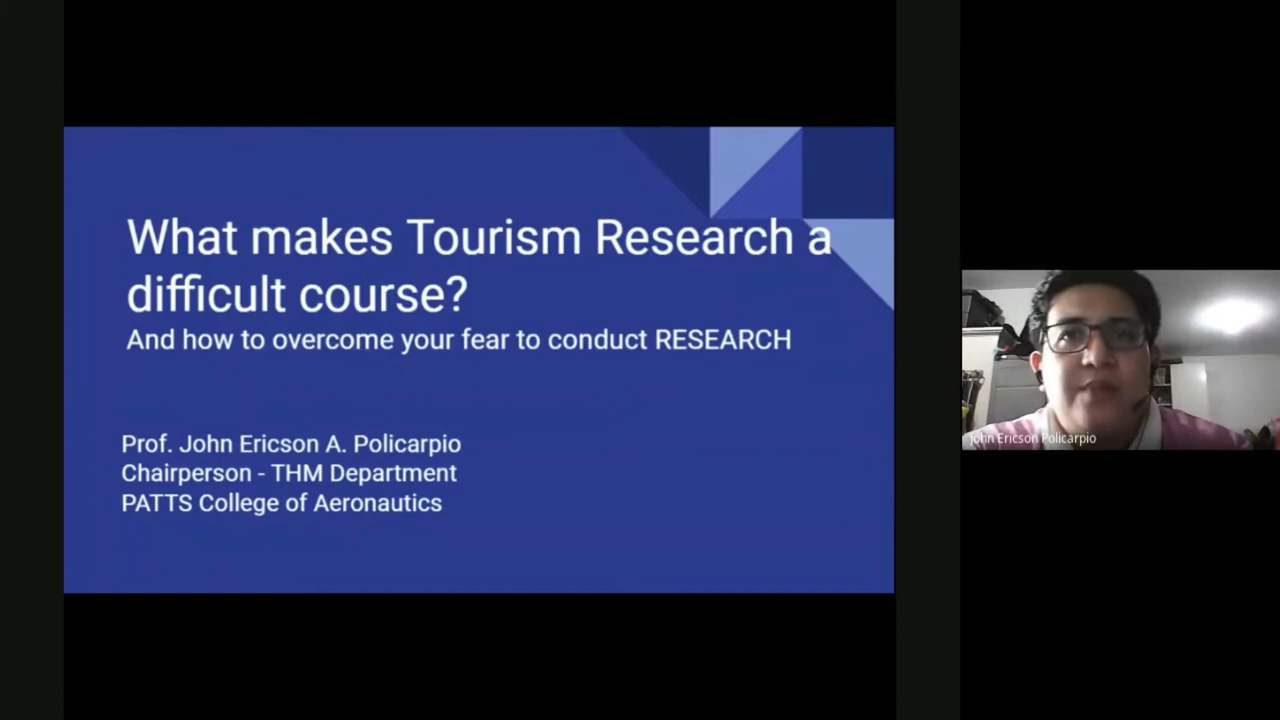 What makes Tourism Research a
difficult course?
And how to overcome your fear to conduct RESEARCH
Prof. John Ericson A. Policarpio
Chairperson - THM Department
PATTS College of Aeronautics
John Ericson Policarpio